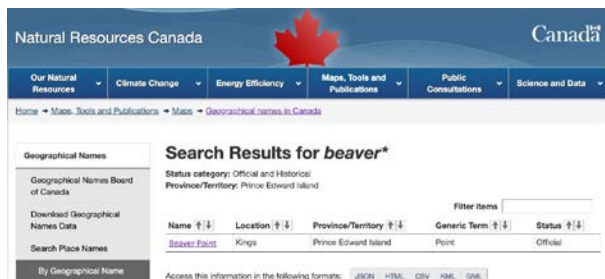 Natural Resources Canada
Canada
Our Natural Resources
Climate Change
Energy Efficiency
Maps, Tools and Publications
Public Consultations
Science and Data
Home → Maps, Tools and Publications → Maps → Geographical names in Canada
Geographical Names
Geographical Names Board of Canada
Download Geographical Names Data
Search Place Names
By Geographical Name
Search Results for beaver*
Status category: Official and Historical
Province/Territory: Prince Edward Island
Filter Items
Name ↑ ↓ Location ↑ ↓ Province/Territory ↑ ↓ Generic Term ↑ ↓ Status ↑ ↓
Beaver Point Kings Prince Edward Island Point Official
Access this information in the following formats: JSON HTML CSV KML GML